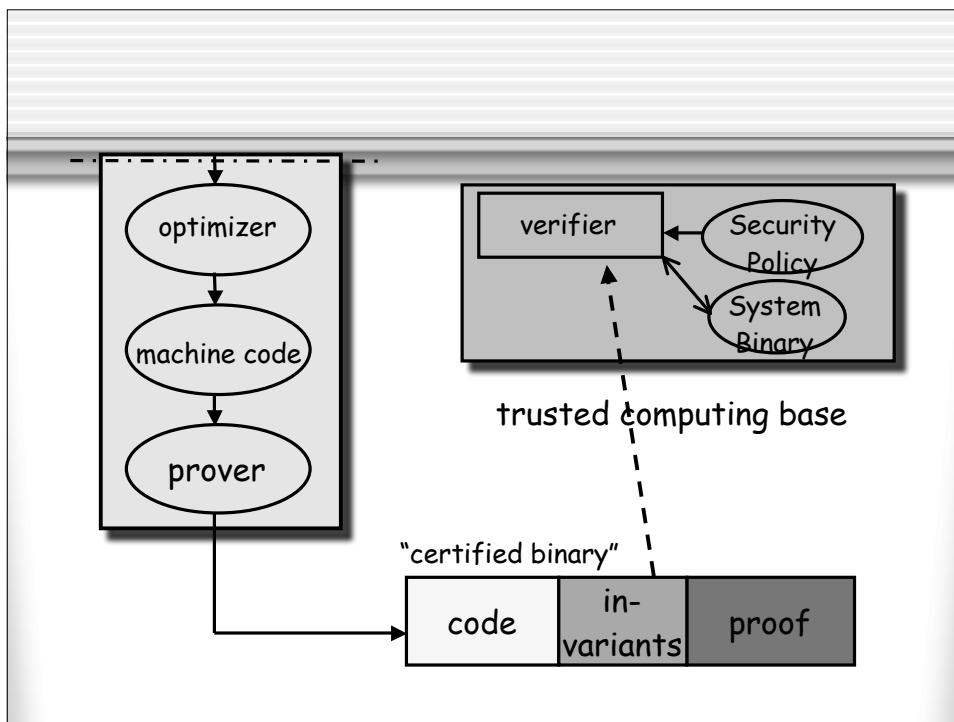 optimizer
machine code
prover
verifier
Security
Policy
System
Binary
trusted computing base
“certified binary”
code
in-
variants
proof